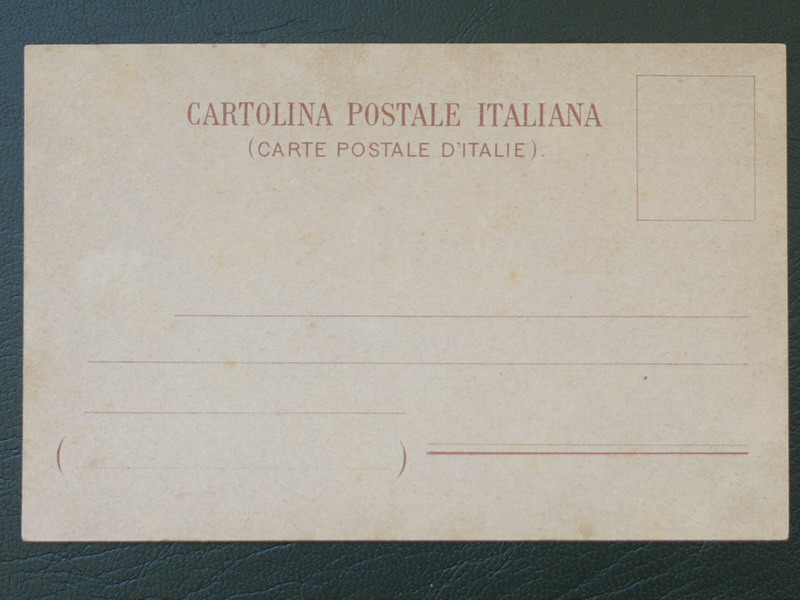 CARTOLINA POSTALE ITALIANA
(CARTE POSTALE D'ITALIE).